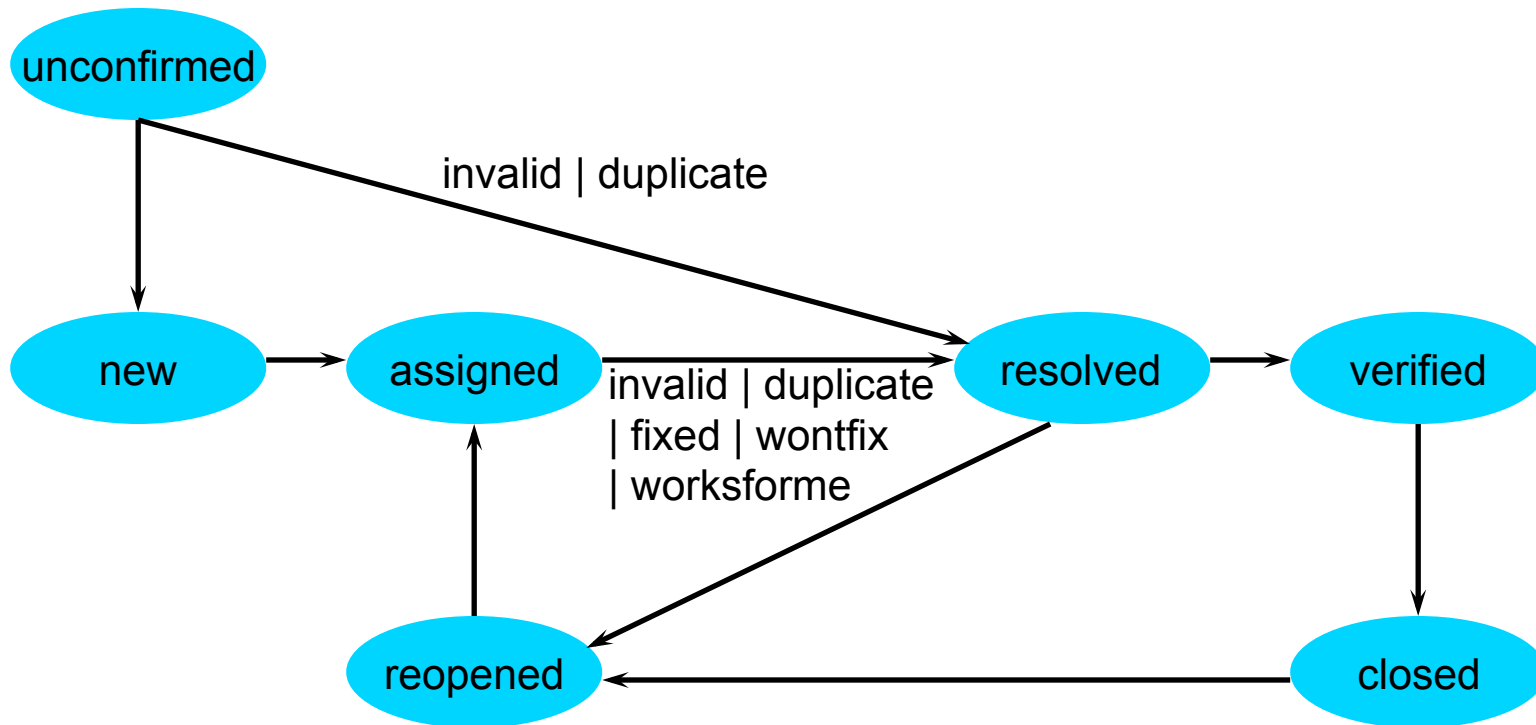 unconfirmed
invalid | duplicate
new
assigned
resolved
verified
invalid | duplicate
| fixed | wontfix
| worksforme
reopened
closed